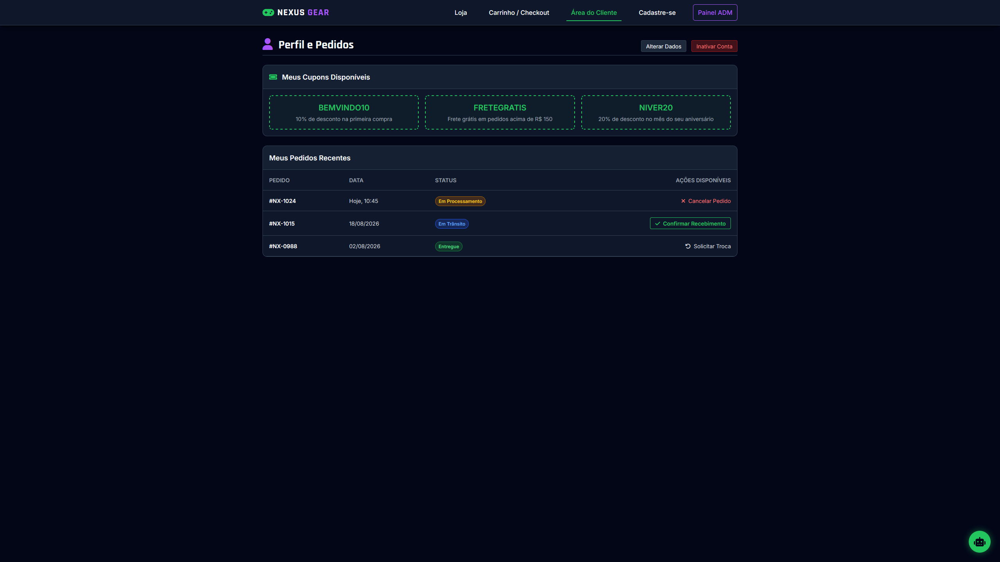 NEXUS GEAR
Loja
Carrinho / Checkout
Área do Cliente
Cadastre-se
Painel ADM
Perfil e Pedidos
Alterar Dados
Inativar Conta
Meus Cupons Disponíveis
BEMVINDO10
10% de desconto na primeira compra
FRETEGRATIS
Frete grátis em pedidos acima de R$ 150
NIVER20
20% de desconto no mês do seu aniversário
Meus Pedidos Recentes
PEDIDO DATA STATUS AÇÕES DISPONÍVEIS
#NX-1024 Hoje, 10:45 Em Processamento Cancelar Pedido
#NX-1015 18/08/2026 Em Trânsito Confirmar Recebimento
#NX-0988 02/08/2026 Entregue Solicitar Troca